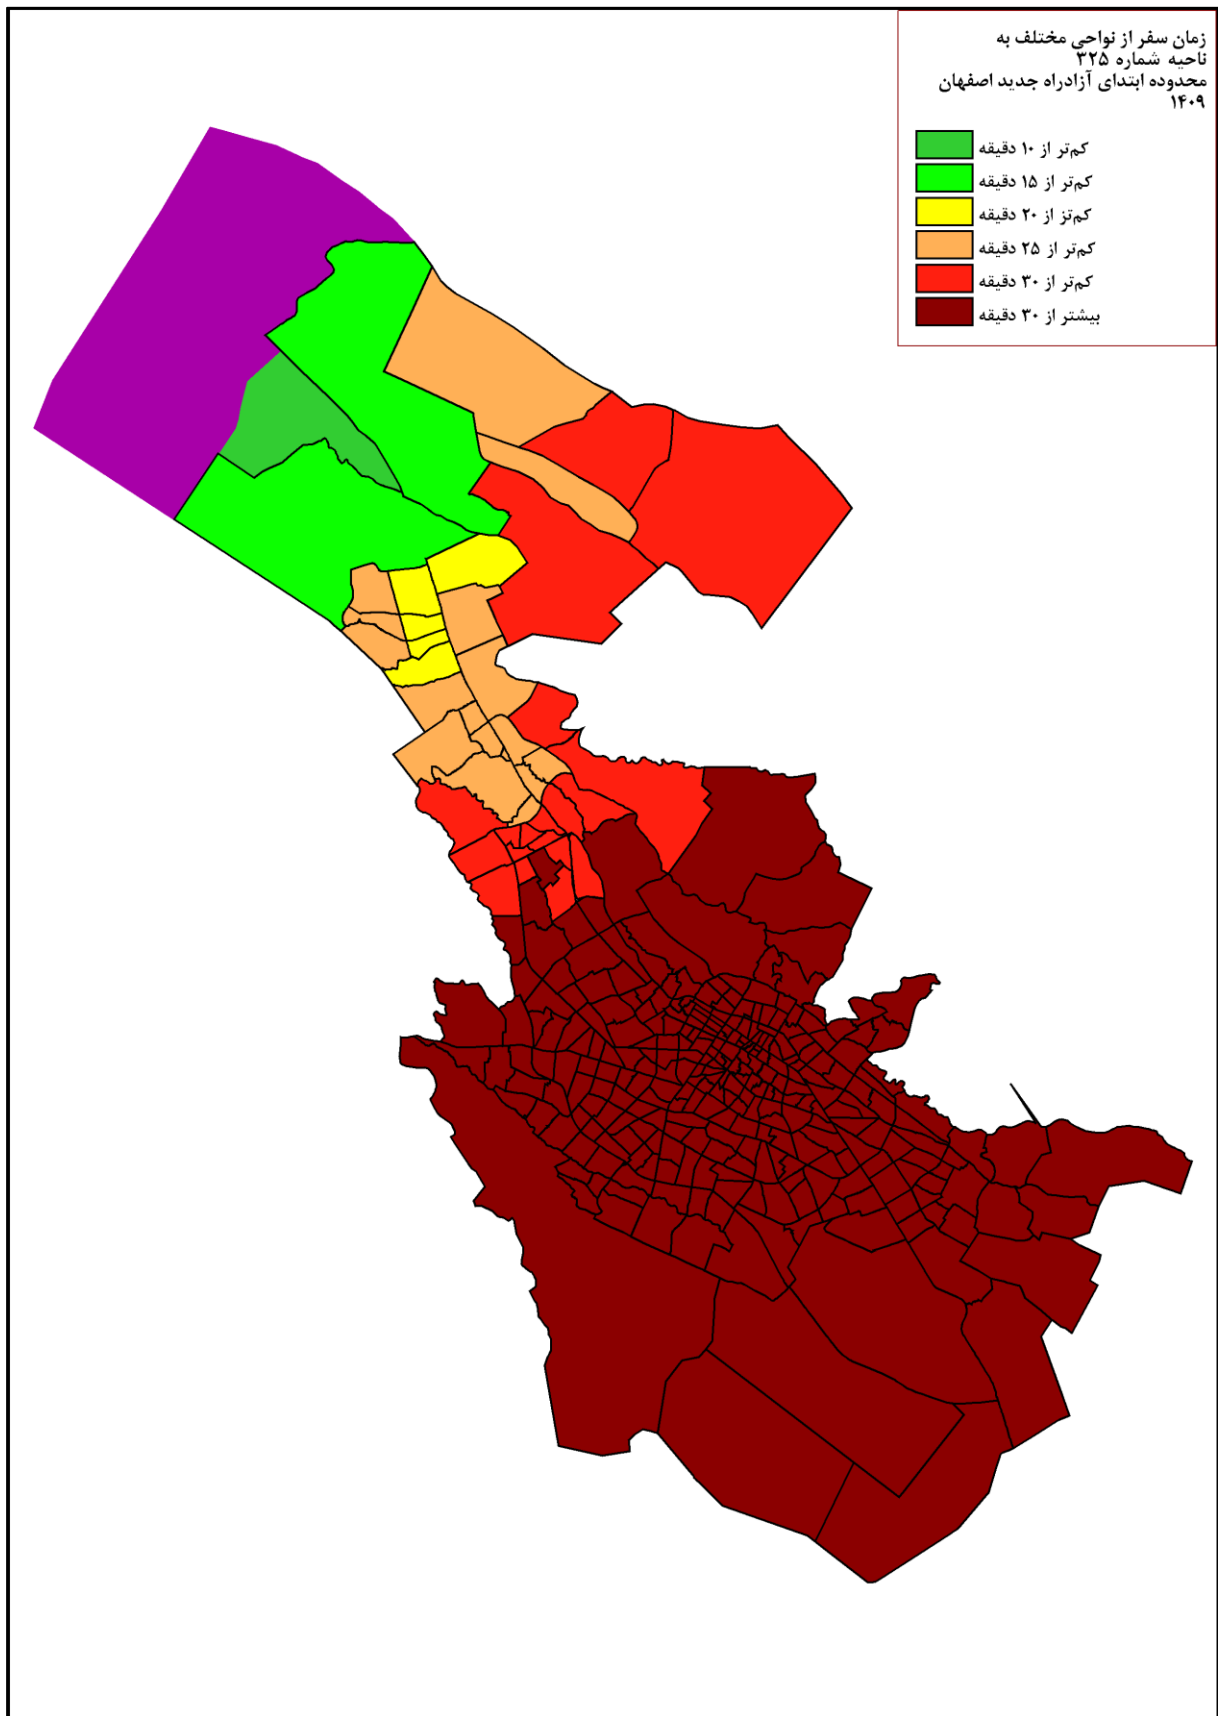 زمان سفر از نواحی مختلف به
ناحیه شماره ۳۲۵
محدوده ابتدای آزادراه جدید اصفهان
۱۴۰۹
کم‌تر از ۱۰ دقیقه
کم‌تر از ۱۵ دقیقه
کم‌تز از ۲۰ دقیقه
کم‌تر از ۲۵ دقیقه
کم‌تر از ۳۰ دقیقه
بیشتر از ۳۰ دقیقه